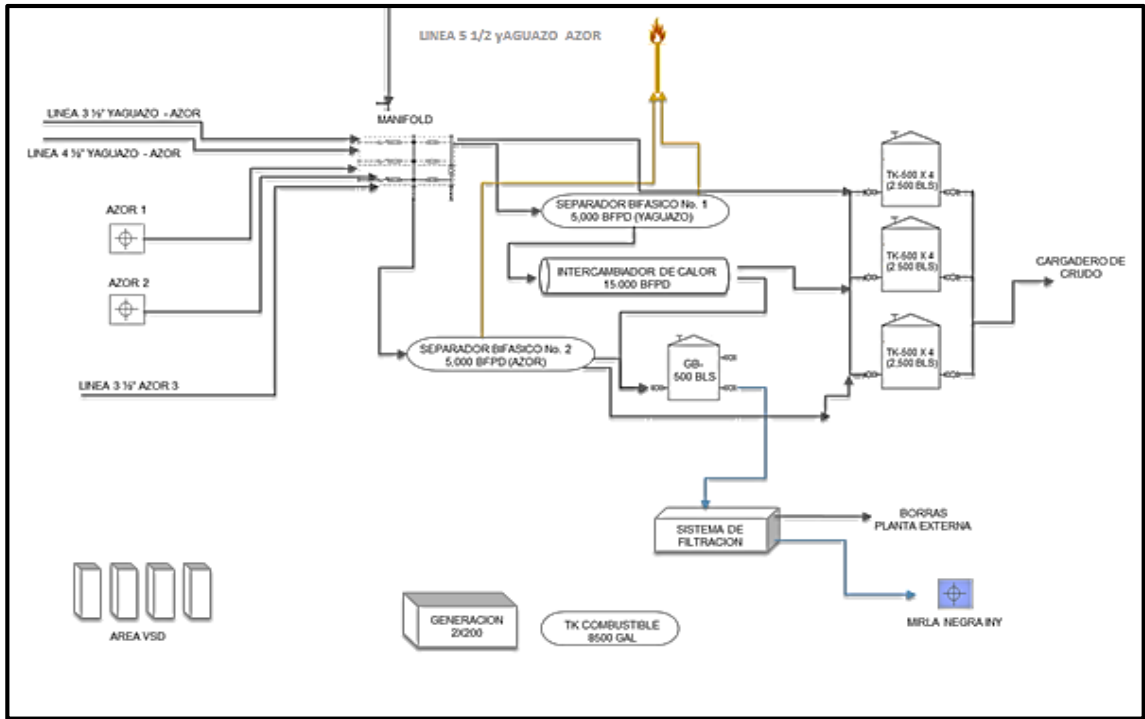 LINEA 5 1/2 yAGUAZO AZOR
MANIFOLD
LINEA 3 ½" YAGUAZO - AZOR
LINEA 4 ½" YAGUAZO - AZOR
AZOR 1
AZOR 2
LINEA 3 ½" AZOR 3
SEPARADOR BIFASICO No. 1
5,000 BFPD (YAGUAZO)
INTERCAMBIADOR DE CALOR
15.000 BFPD
SEPARADOR BIFASICO No. 2
5,000 BFPD (AZOR)
GB-
500 BLS
TK-500 X 4
(2.500 BLS)
TK-500 X 4
(2.500 BLS)
TK-500 X 4
(2,500 BLS)
CARGADERO DE
CRUDO
SISTEMA DE
FILTRACION
BORRAS
PLANTA EXTERNA
MIRLA NEGRA INY
AREA VSD
GENERACION
2X200
TK COMBUSTIBLE
8500 GAL